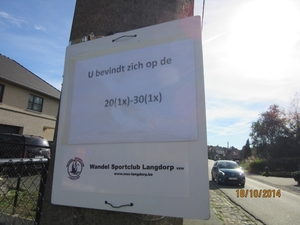 U bevindt zich op de
20(1x)-30(1x)
Wandel Sportclub Langdorp vzw
18/10/2014